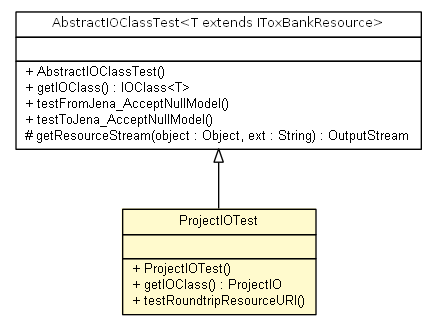 AbstractIOClassTest<T extends IToxBankResource>
+ AbstractIOClassTest()
+ getIOClass() : IOClass<T>
+ testFromJena_AcceptNullModel()
+ testToJena_AcceptNullModel()
# getResourceStream(object : Object, ext : String) : OutputStream
ProjectIOTest
+ ProjectIOTest()
+ getIOClass() : ProjectIO
+ testRoundtripResourceURI()